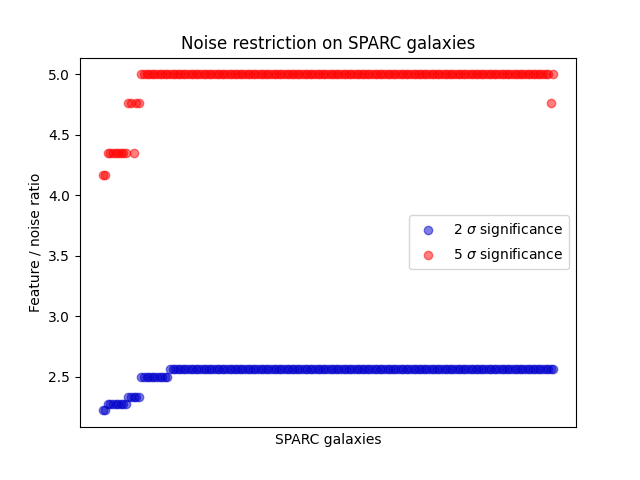 Noise restriction on SPARC galaxies
5.0
4.5
4.0
3.5
3.0
2.5
Feature / noise ratio
2 σ significance
5 σ significance
SPARC galaxies